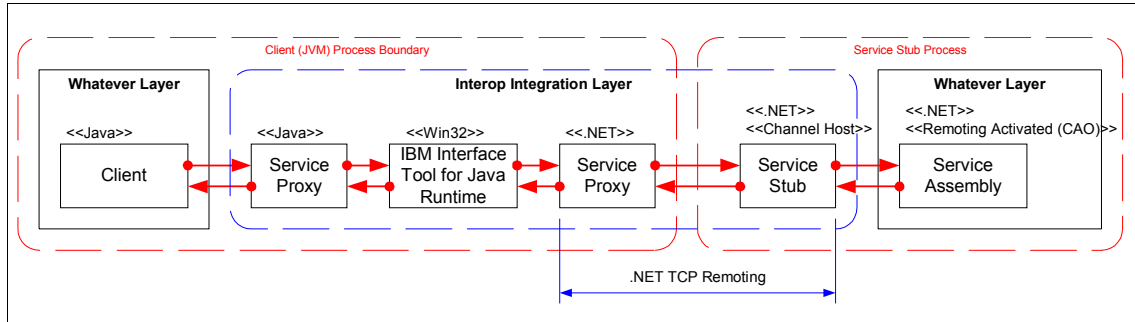 Client (JVM) Process Boundary
Service Stub Process
Whatever Layer
Interop Integration Layer
Whatever Layer
<<Java>>
Client
<<Java>>
Service
Proxy
<<Win32>>
IBM Interface
Tool for Java
Runtime
<<.NET>>
Service
Proxy
<<.NET>>
<<Channel Host>>
Service
Stub
<<.NET>>
<<Remoting Activated (CAO)>>
Service
Assembly
.NET TCP Remoting